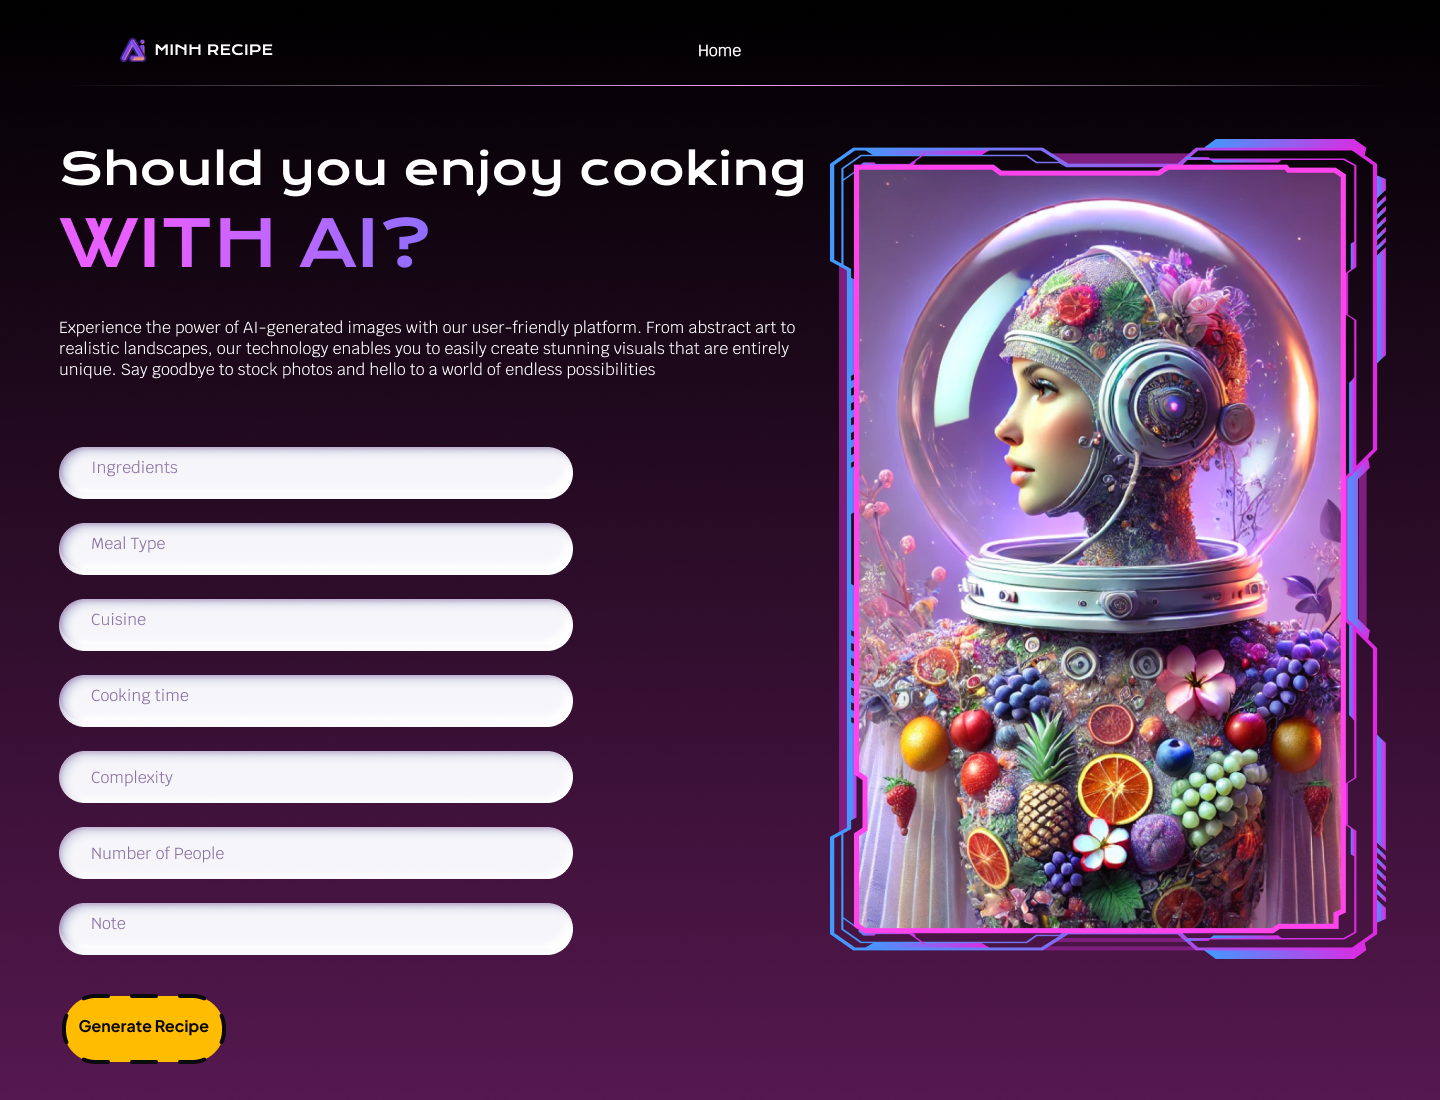 Ai MINH RECIPE
Home
Should you enjoy cooking
WITH AI?
Experience the power of AI-generated images with our user-friendly platform. From abstract art to
realistic landscapes, our technology enables you to easily create stunning visuals that are entirely
unique. Say goodbye to stock photos and hello to a world of endless possibilities
Ingredients
Meal Type
Cuisine
Cooking time
Complexity
Number of People
Note
Generate Recipe